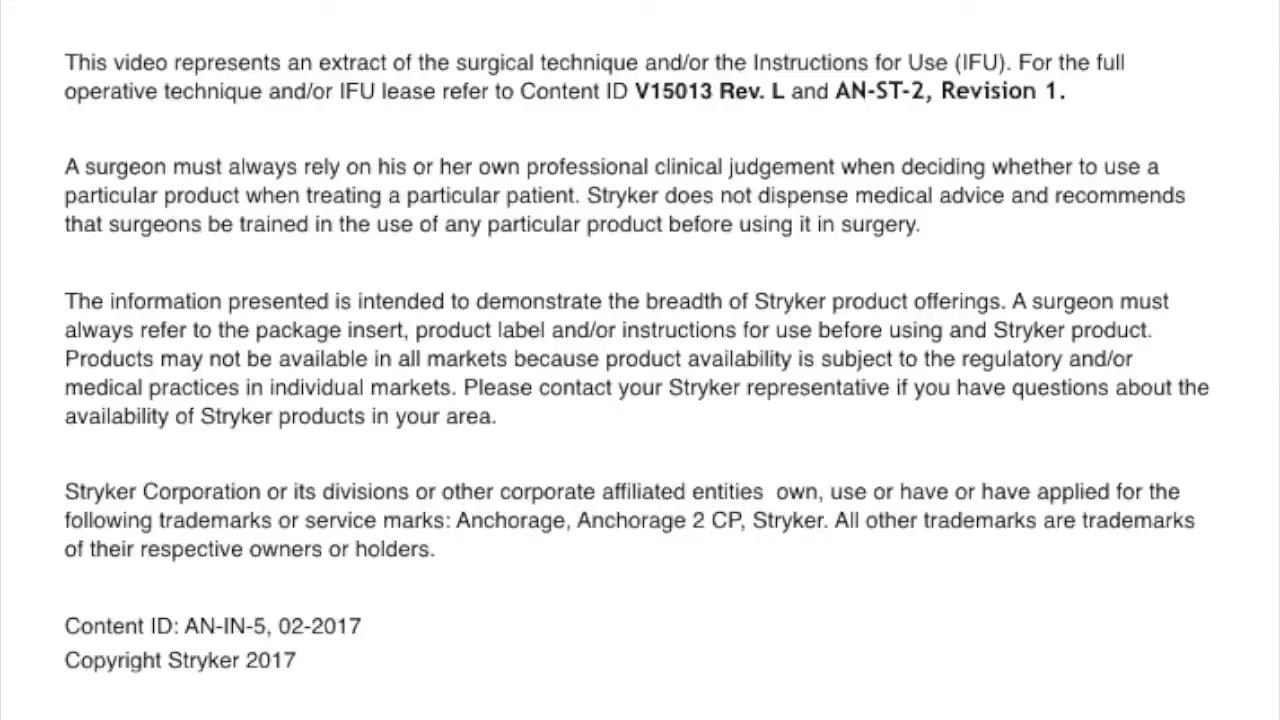 This video represents an extract of the surgical technique and/or the Instructions for Use (IFU). For the full
operative technique and/or IFU lease refer to Content ID V15013 Rev. L and AN-ST-2, Revision 1.
A surgeon must always rely on his or her own professional clinical judgement when deciding whether to use a
particular product when treating a particular patient. Stryker does not dispense medical advice and recommends
that surgeons be trained in the use of any particular product before using it in surgery.
The information presented is intended to demonstrate the breadth of Stryker product offerings. A surgeon must
always refer to the package insert, product label and/or instructions for use before using and Stryker product.
Products may not be available in all markets because product availability is subject to the regulatory and/or
medical practices in individual markets. Please contact your Stryker representative if you have questions about the
availability of Stryker products in your area.
Stryker Corporation or its divisions or other corporate affiliated entities  own, use or have or have applied for the
following trademarks or service marks: Anchorage, Anchorage 2 CP, Stryker. All other trademarks are trademarks
of their respective owners or holders.
Content ID: AN-IN-5, 02-2017
Copyright Stryker 2017